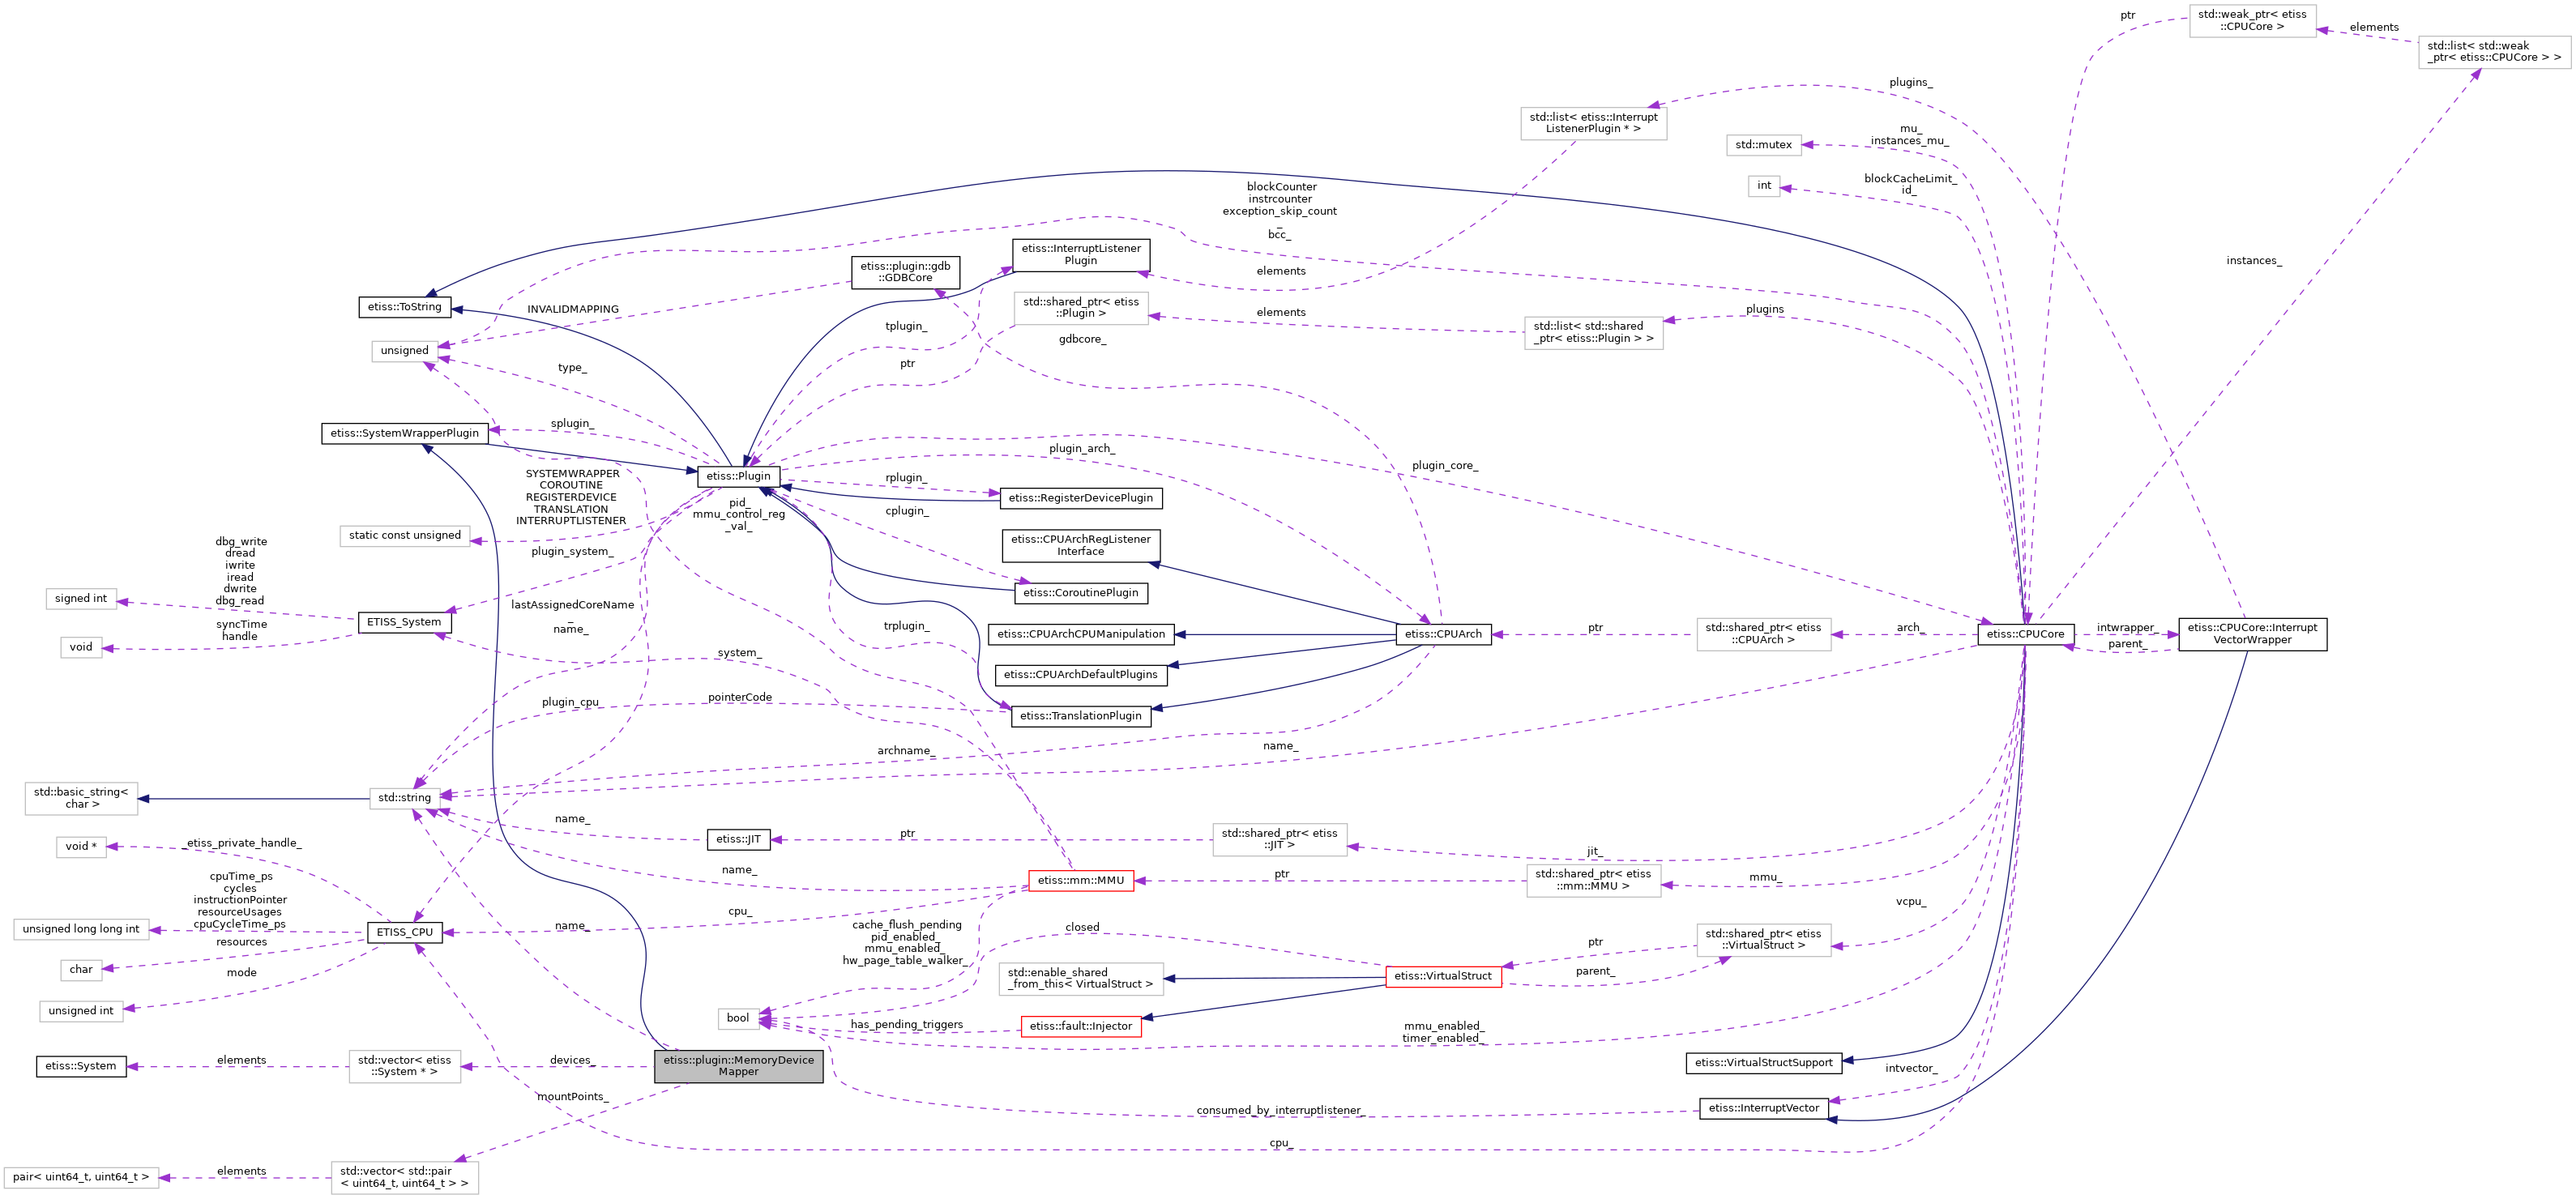 ptr
std::weak_ptr< etiss
::CPUCore >
elements
std::list< std::weak
_ptr< etiss::CPUCore > >
plugins_
std::list< etiss::Interrupt
ListenerPlugin * >
mu_
instances_mu_
std::mutex
blockCacheLimit_
id_
int
blockCounter
instrcounter
exception_skip_count
_
bcc_
instances_
etiss::InterruptListener
Plugin
elements
etiss::plugin::gdb
::GDBCore
etiss::ToString
INVALIDMAPPING
std::shared_ptr< etiss
::Plugin >
elements
plugins
std::list< std::shared
_ptr< etiss::Plugin > >
tplugin_
gdbcore_
unsigned
type_
ptr
splugin_
etiss::SystemWrapperPlugin
plugin_arch_
plugin_core_
etiss::Plugin
rplugin_
SYSTEMWRAPPER
COROUTINE
REGISTERDEVICE
TRANSLATION
INTERRUPTLISTENER
pid_
mmu_control_reg
_val_
etiss::RegisterDevicePlugin
cplugin_
static const unsigned
etiss::CPUArchRegListener
Interface
plugin_system_
dbg_write
dread
iwrite
iread
dwrite
dbg_read
signed int
etiss::CoroutinePlugin
lastAssignedCoreName
_
name_
ETISS_System
syncTime
handle
void
trplugin_
etiss::CPUArchCPUManipulation
etiss::CPUArch
ptr
std::shared_ptr< etiss
::CPUArch >
arch_
etiss::CPUCore
intwrapper_
parent_
etiss::CPUCore::Interrupt
VectorWrapper
system_
etiss::CPUArchDefaultPlugins
plugin_cpu
pointerCode
etiss::TranslationPlugin
archname_
name_
std::basic_string<
char >
std::string
name_
etiss::JIT
ptr
std::shared_ptr< etiss
::JIT >
jit_
void *
_etiss_private_handle_
name_
etiss::mm::MMU
ptr
std::shared_ptr< etiss
::mm::MMU >
mmu_
cpuTime_ps
cycles
instructionPointer
resourceUsages
cpuCycleTime_ps
unsigned long long int
ETISS_CPU
cpu_
name_
vcpu_
cache_flush_pending
pid_enabled_
mmu_enabled_
hw_page_table_walker_
closed
std::shared_ptr< etiss
::VirtualStruct >
ptr
parent_
resources
char
mode
unsigned int
std::enable_shared
_from_this< VirtualStruct >
etiss::VirtualStruct
bool
has_pending_triggers
etiss::fault::Injector
mmu_enabled_
timer_enabled_
etiss::System
elements
std::vector< etiss
::System * >
devices_
etiss::plugin::MemoryDevice
Mapper
etiss::VirtualStructSupport
intvector_
mountPoints_
consumed_by_interruptlistener_
etiss::InterruptVector
cpu_
pair< uint64_t, uint64_t >
elements
std::vector< std::pair
< uint64_t, uint64_t > >